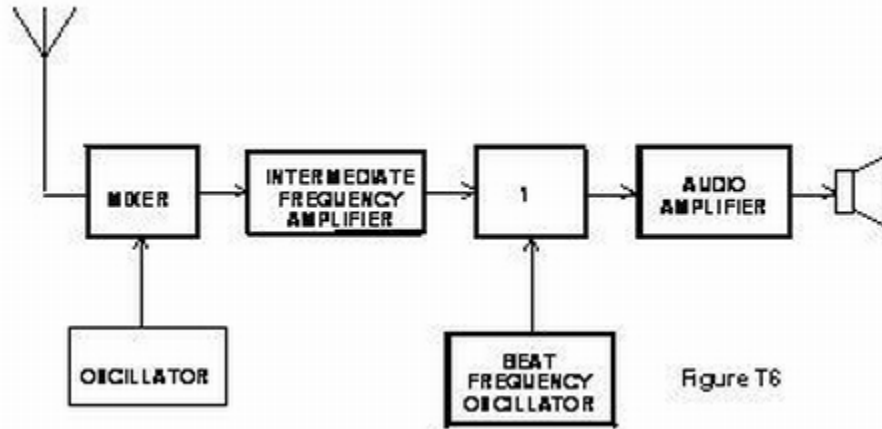 MIXER
INTERMEDIATE
FREQUENCY
AMPLIFIER
1
AUDIO
AMPLIFIER
OSCILLATOR
BEAT
FREQUENCY
OSCILLATOR
Figure T6